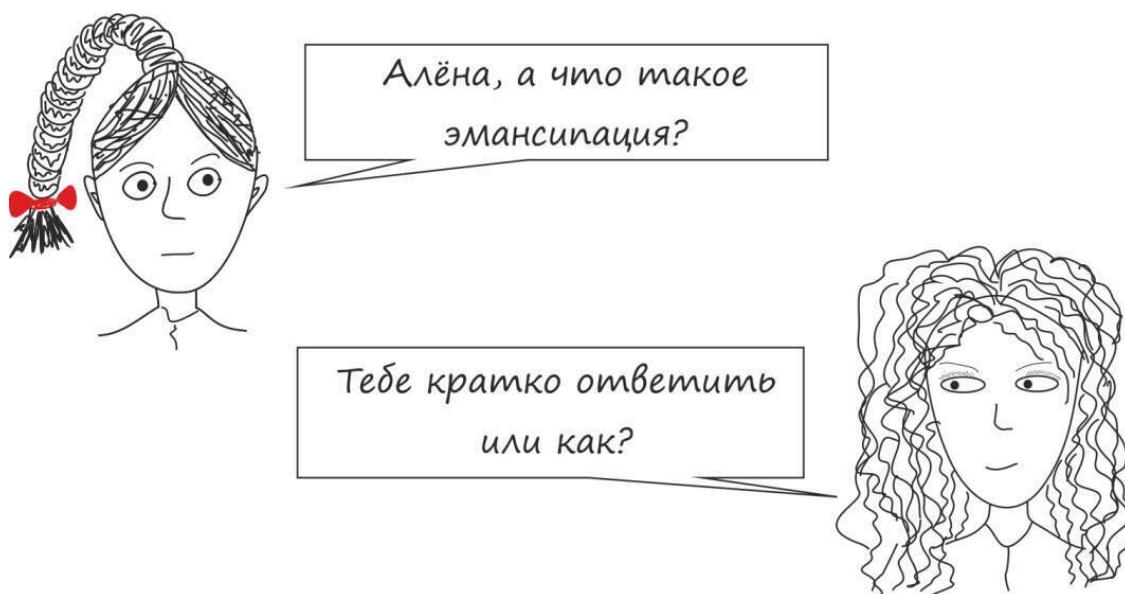 Алёна, а что такое
эмансипация?
Тебе кратко ответить
или как?